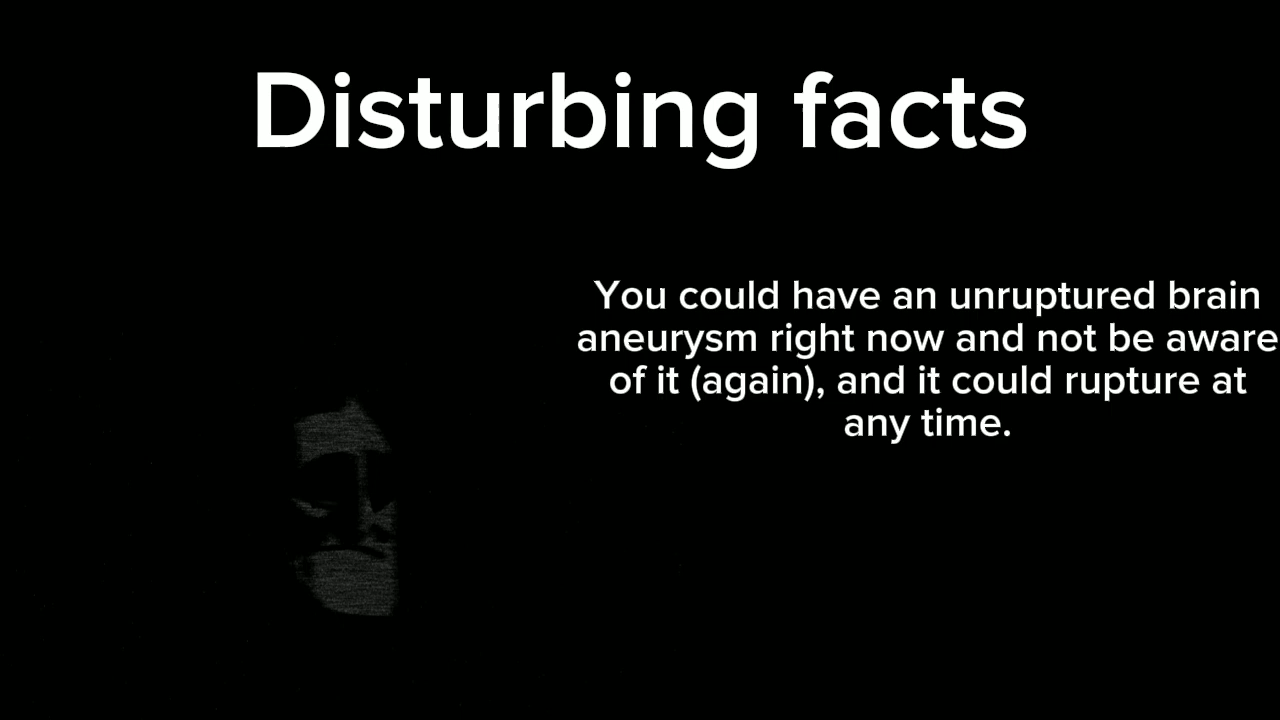 Disturbing facts
You could have an unruptured brain
aneurysm right now and not be aware
of it (again), and it could rupture at
any time.